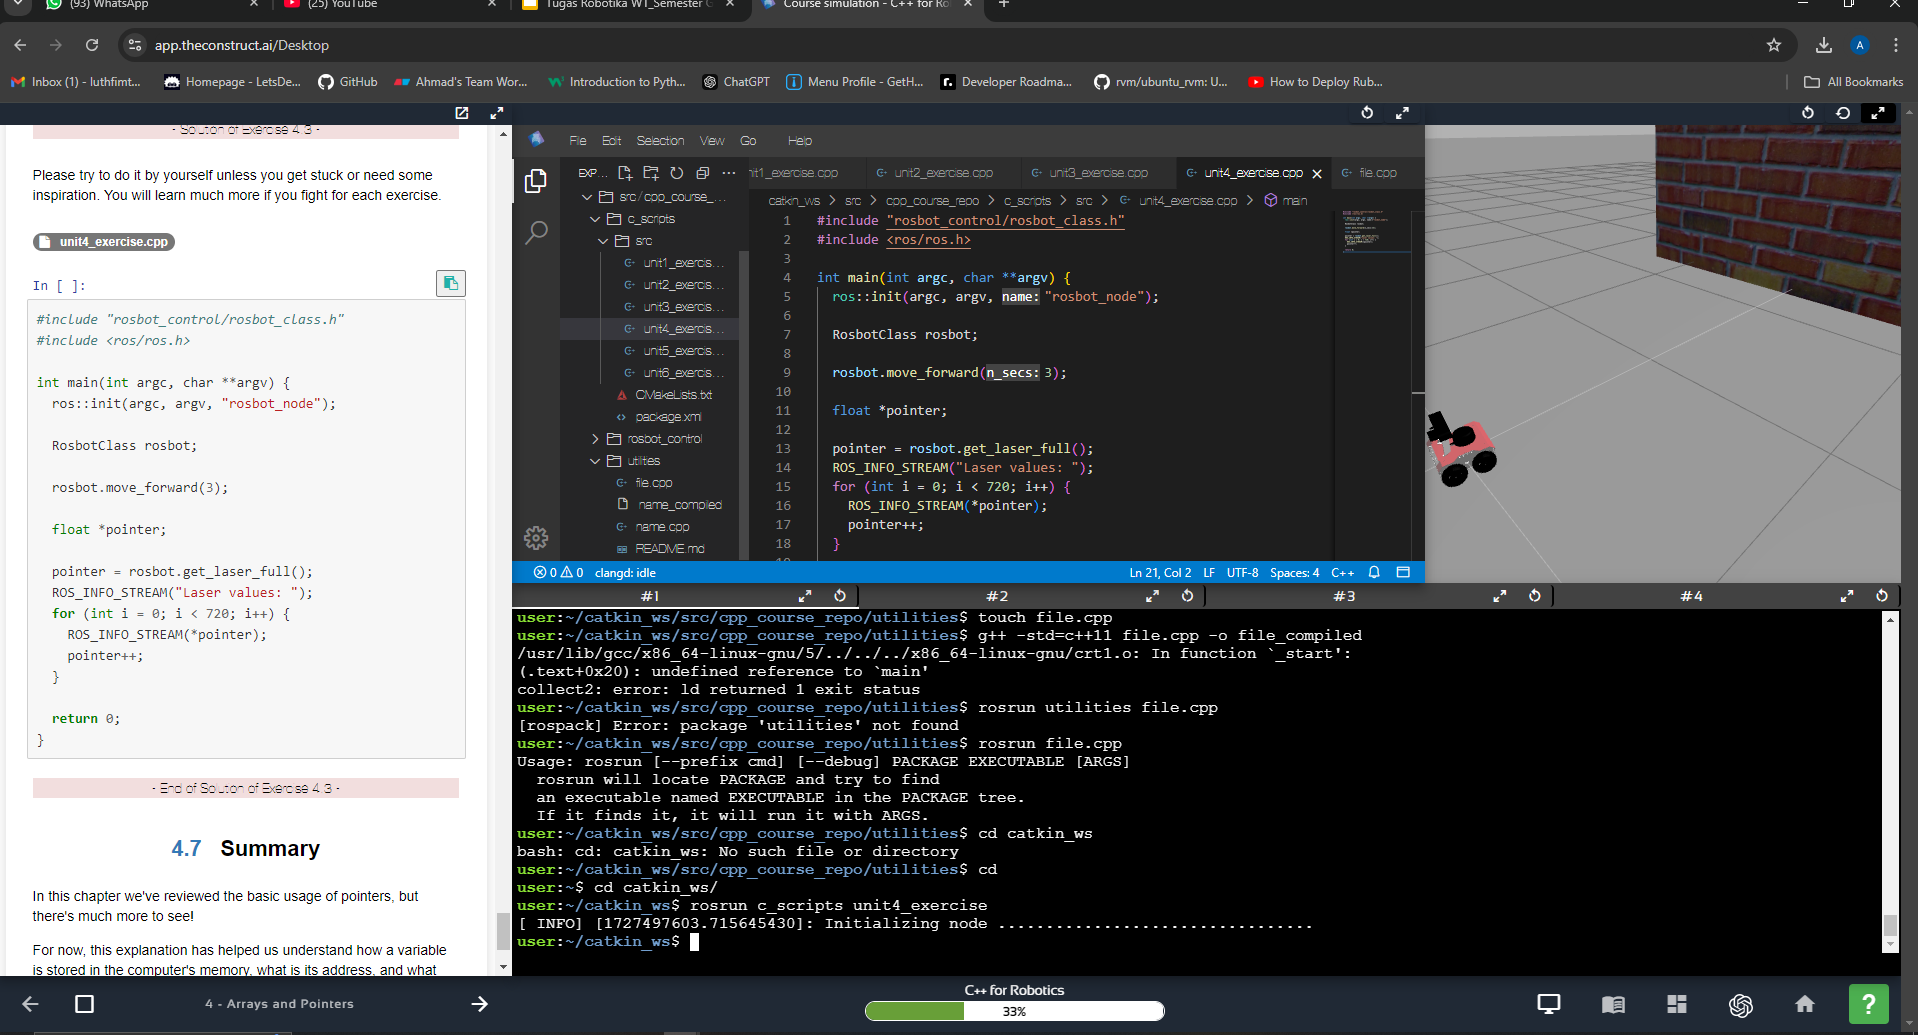 (93) WhatsApp
(25) YouTube
Tugas Robotika WT_Semester G
Course simulation - C++ for Ro
app.theconstruct.ai/Desktop
Inbox (1) - luthfimt...
Homepage - LetsDe...
GitHub
Ahmad's Team Wor...
Introduction to Pyth...
ChatGPT
Menu Profile - GetH...
Developer Roadma...
rvm/ubuntu_rvm: U...
How to Deploy Rub...
All Bookmarks
- Solution of Exercise 4.3 -
Please try to do it by yourself unless you get stuck or need some
inspiration. You will learn much more if you fight for each exercise.
unit4_exercise.cpp
In [ ]:
#include "rosbot_control/rosbot_class.h"
#include <ros/ros.h>
int main(int argc, char **argv) {
ros::init(argc, argv, "rosbot_node");
RosbotClass rosbot;
rosbot.move_forward(3);
float *pointer;
pointer = rosbot.get_laser_full();
ROS_INFO_STREAM("Laser values: ");
for (int i = 0; i < 720; i++) {
ROS_INFO_STREAM(*pointer);
pointer++;
}
return 0;
}
- End of Solution of Exercise 4.3 -
4.7 Summary
In this chapter we've reviewed the basic usage of pointers, but
there's much more to see!
For now, this explanation has helped us understand how a variable
is stored in the computer's memory, what is its address, and what
File Edit Selection View Go Help
EXP...
src/cpp_course_...
c_scripts
src
unit1_exercis...
unit2_exercis...
unit3_exercis...
unit4_exercis...
unit5_exercis...
unit6_exercis...
CMakeLists.txt
package.xml
rosbot_control
utilities
file.cpp
name_compiled
name.cpp
README.md
nit1_exercise.cpp
unit2_exercise.cpp
unit3_exercise.cpp
unit4_exercise.cpp
file.cpp
catkin_ws > src > cpp_course_repo > c_scripts > src > unit4_exercise.cpp > main
1 #include "rosbot_control/rosbot_class.h"
2 #include <ros/ros.h>
3
4 int main(int argc, char **argv) {
5 ros::init(argc, argv, name: "rosbot_node");
6
7 RosbotClass rosbot;
8
9 rosbot.move_forward(n_secs: 3);
10
11 float *pointer;
12
13 pointer = rosbot.get_laser_full();
14 ROS_INFO_STREAM("Laser values: ");
15 for (int i = 0; i < 720; i++) {
16 ROS_INFO_STREAM(*pointer);
17 pointer++;
18 }
0 0 clangd: idle
Ln 21, Col 2 LF UTF-8 Spaces: 4 C++
#1
#2
#3
#4
user:~/catkin_ws/src/cpp_course_repo/utilities$ touch file.cpp
user:~/catkin_ws/src/cpp_course_repo/utilities$ g++ -std=c++11 file.cpp -o file_compiled
/usr/lib/gcc/x86_64-linux-gnu/5/../../../x86_64-linux-gnu/crt1.o: In function `_start':
(.text+0x20): undefined reference to `main'
collect2: error: ld returned 1 exit status
user:~/catkin_ws/src/cpp_course_repo/utilities$ rosrun utilities file.cpp
[rospack] Error: package 'utilities' not found
user:~/catkin_ws/src/cpp_course_repo/utilities$ rosrun file.cpp
Usage: rosrun [--prefix cmd] [--debug] PACKAGE EXECUTABLE [ARGS]
rosrun will locate PACKAGE and try to find
an executable named EXECUTABLE in the PACKAGE tree.
If it finds it, it will run it with ARGS.
user:~/catkin_ws/src/cpp_course_repo/utilities$ cd catkin_ws
bash: cd: catkin_ws: No such file or directory
user:~/catkin_ws/src/cpp_course_repo/utilities$ cd
user:~$ cd catkin_ws/
user:~/catkin_ws$ rosrun c_scripts unit4_exercise
[ INFO] [1727497603.715645430]: Initializing node .................................
user:~/catkin_ws$
4 - Arrays and Pointers
C++ for Robotics
33%
?